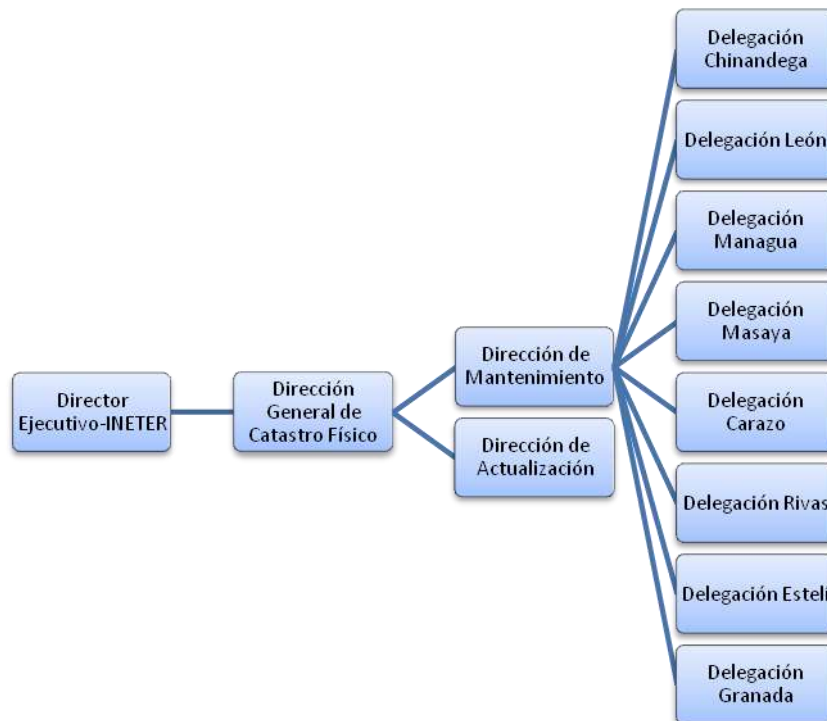 Director
Ejecutivo-INETER
Dirección
General de
Catastro Físico
Dirección de
Mantenimiento
Dirección de
Actualización
Delegación
Chinandega
Delegación León
Delegación
Managua
Delegación
Masaya
Delegación
Carazo
Delegación Rivas
Delegación Estelí
Delegación
Granada